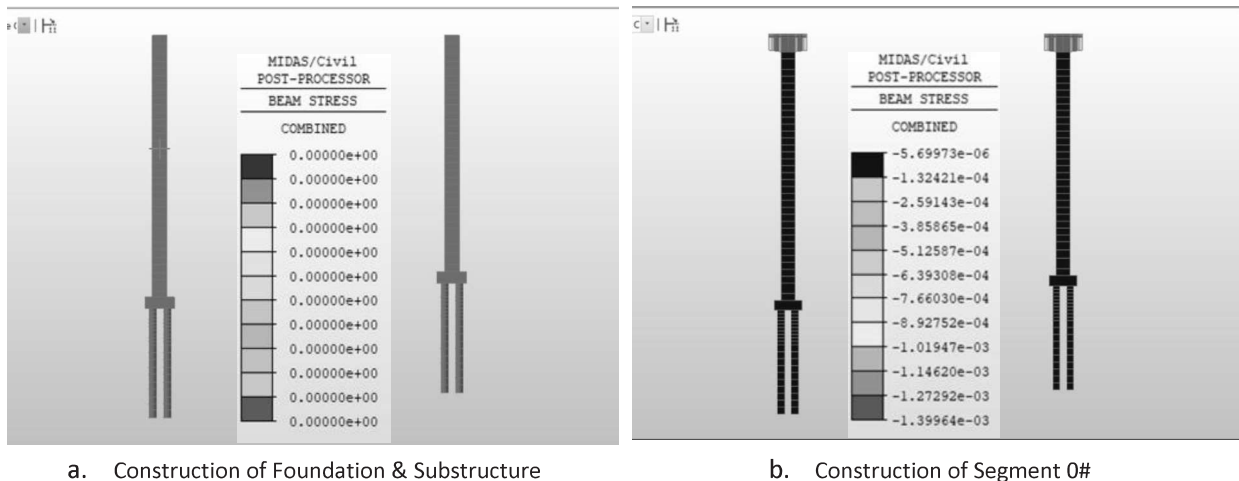 MIDAS/Civil
POST-PROCESSOR
BEAM STRESS
COMBINED
0.00000e+00
0.00000e+00
0.00000e+00
0.00000e+00
0.00000e+00
0.00000e+00
0.00000e+00
0.00000e+00
0.00000e+00
0.00000e+00
0.00000e+00
0.00000e+00
a. Construction of Foundation & Substructure
MIDAS/Civil
POST-PROCESSOR
BEAM STRESS
COMBINED
-5.69973e-06
-1.32421e-04
-2.59143e-04
-3.85865e-04
-5.12587e-04
-6.39308e-04
-7.66030e-04
-8.92752e-04
-1.01947e-03
-1.14620e-03
-1.27292e-03
-1.39964e-03
b. Construction of Segment 0#